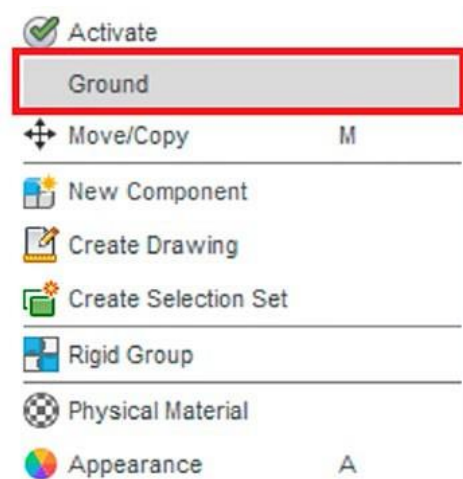 Activate
Ground
Move/Copy M
New Component
Create Drawing
Create Selection Set
Rigid Group
Physical Material
Appearance A